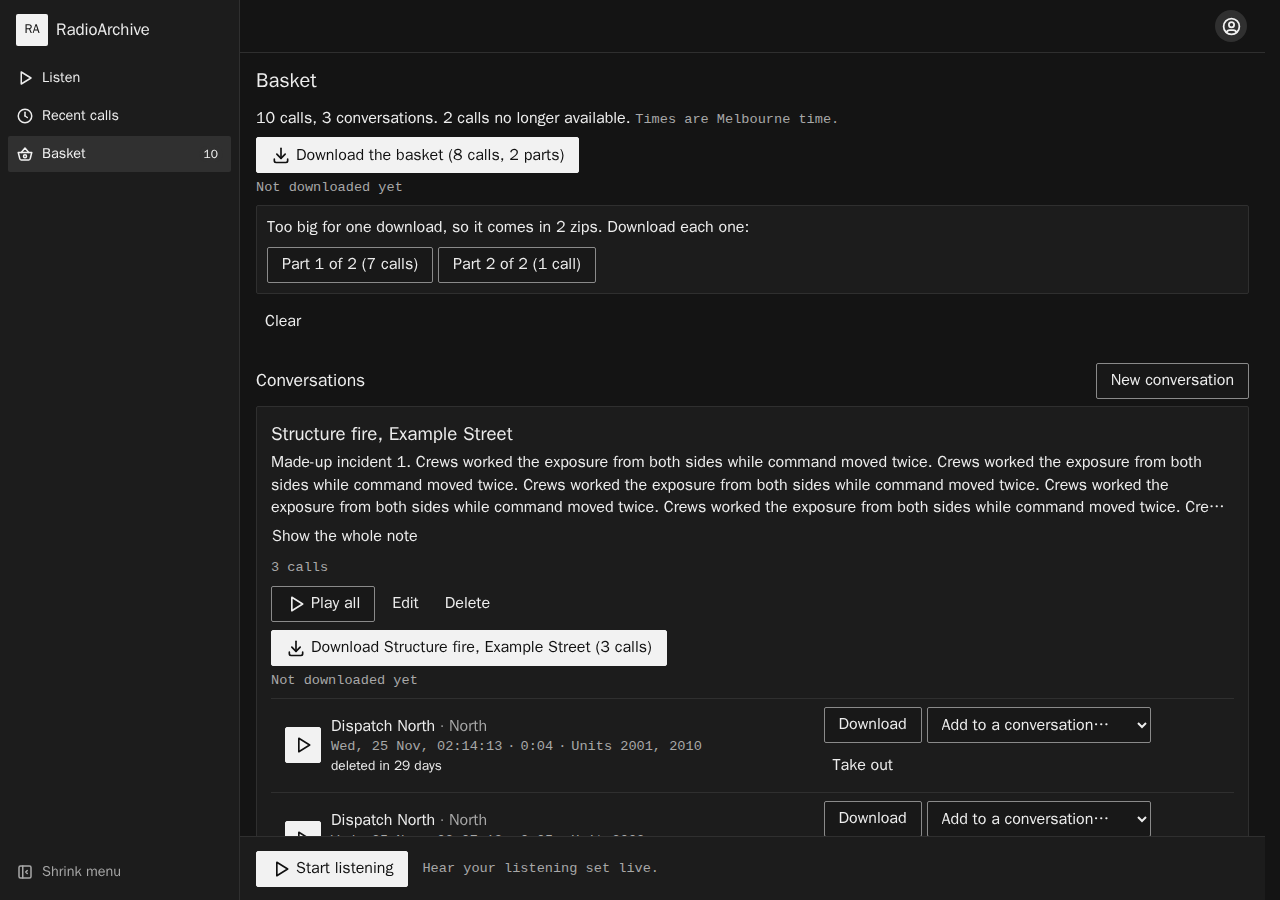 RA RadioArchive
Listen
Recent calls
Basket 10
Shrink menu
Basket
10 calls, 3 conversations. 2 calls no longer available. Times are Melbourne time.
Download the basket (8 calls, 2 parts)
Not downloaded yet
Too big for one download, so it comes in 2 zips. Download each one:
Part 1 of 2 (7 calls) Part 2 of 2 (1 call)
Clear
Conversations New conversation
Structure fire, Example Street
Made-up incident 1. Crews worked the exposure from both sides while command moved twice. Crews worked the exposure from both
sides while command moved twice. Crews worked the exposure from both sides while command moved twice. Crews worked the
exposure from both sides while command moved twice. Crews worked the exposure from both sides while command moved twice. Cre…
Show the whole note
3 calls
Play all Edit Delete
Download Structure fire, Example Street (3 calls)
Not downloaded yet
Dispatch North · North Download Add to a conversation…
Wed, 25 Nov, 02:14:13 · 0:04 · Units 2001, 2010
deleted in 29 days Take out
Dispatch North · North Download Add to a conversation…
Start listening Hear your listening set live.